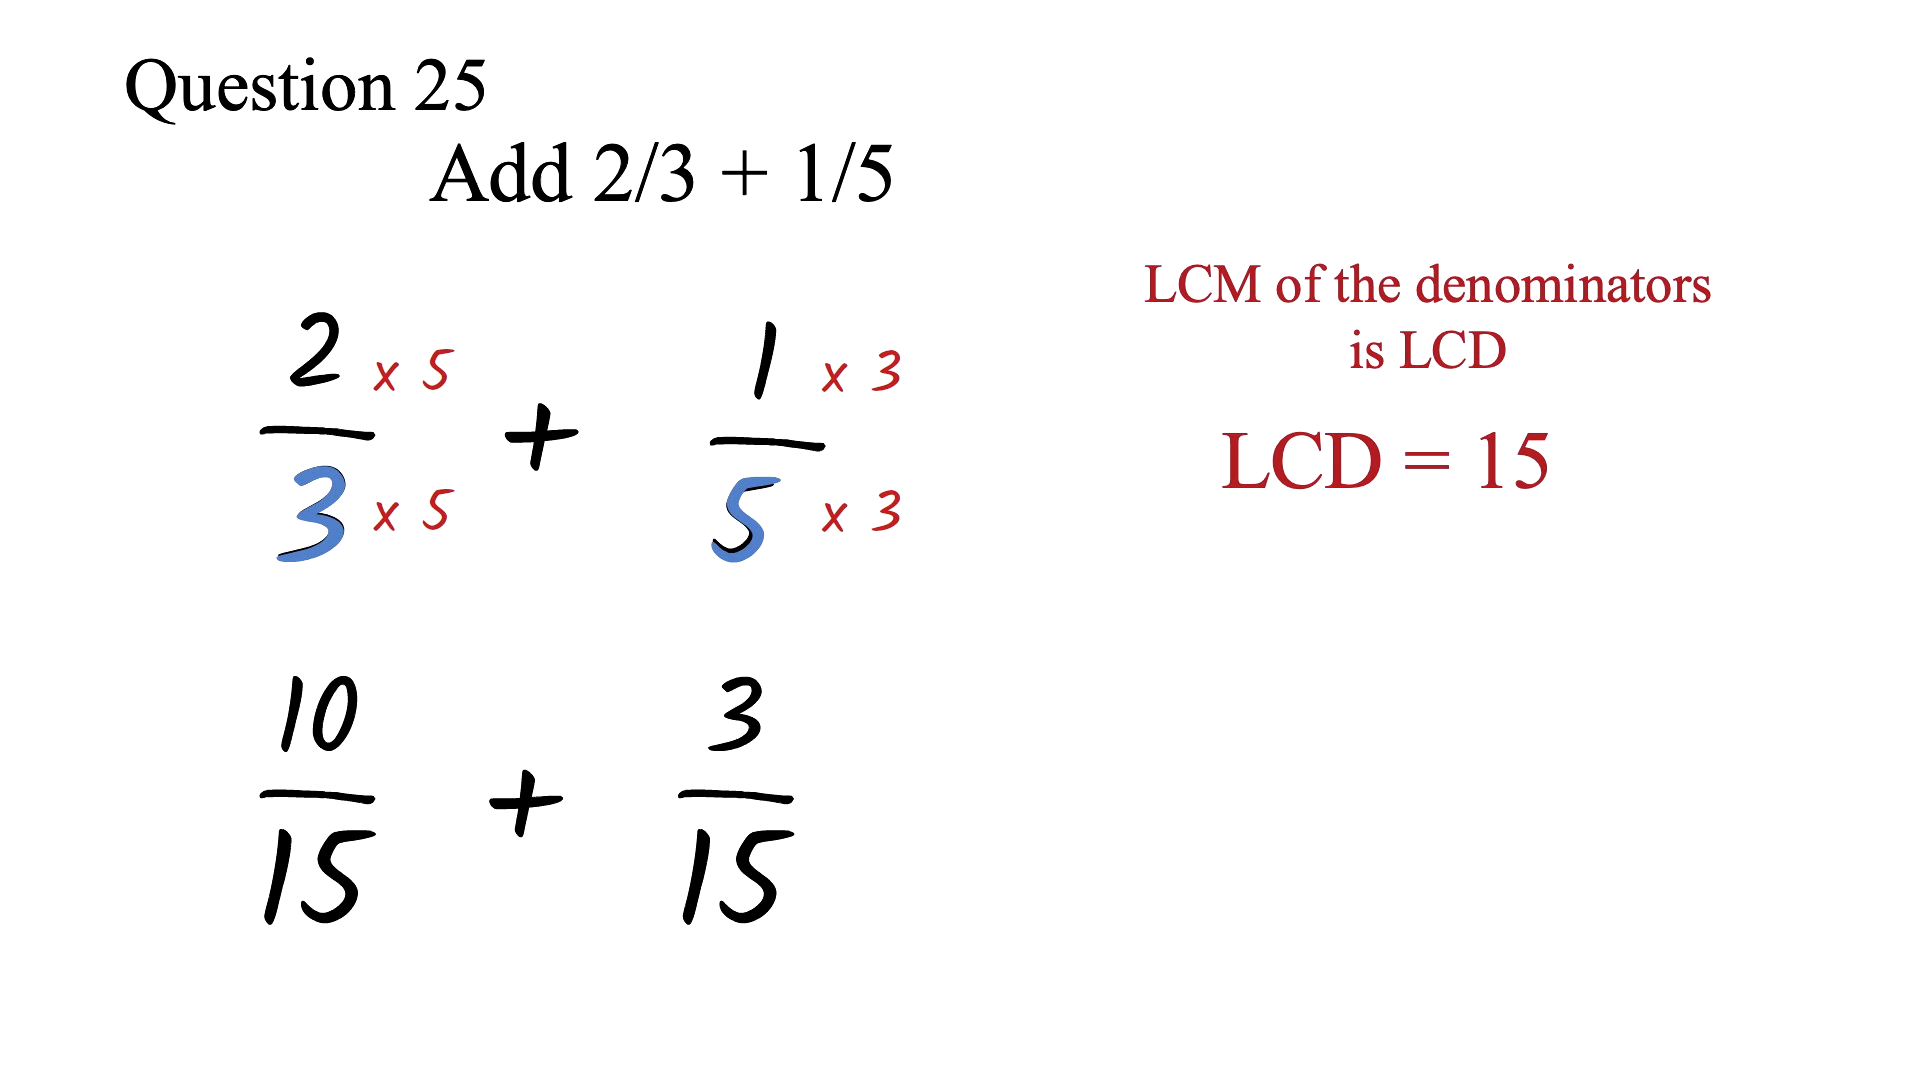 Question 25
Add 2/3 + 1/5
LCM of the denominators
is LCD
2 x 5 + 1 x 3
3 x 5 5 x 3
LCD = 15
10 + 3
15 15